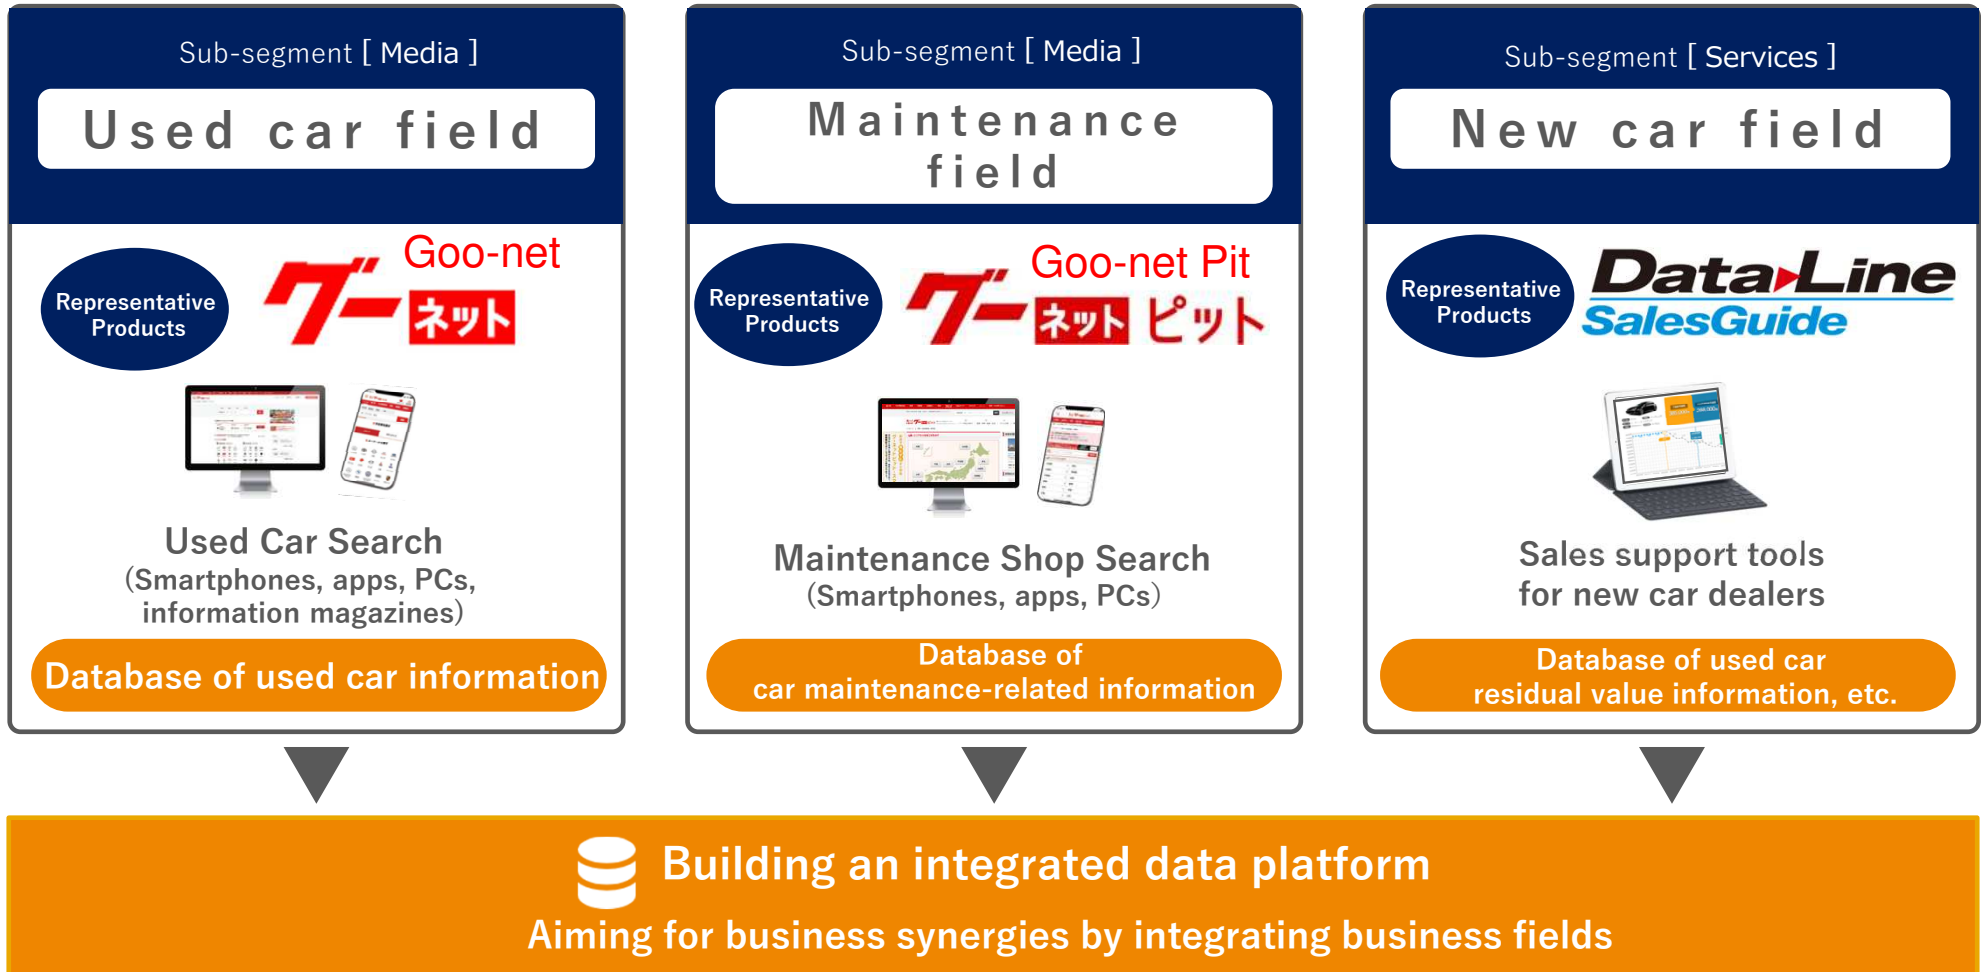 Sub-segment [ Media ]
Used car field
Representative
Products
Goo-net
グーネット
Used Car Search
(Smartphones, apps, PCs,
information magazines)
Database of used car information
Sub-segment [ Media ]
Maintenance
field
Representative
Products
Goo-net Pit
グーネット ピット
Maintenance Shop Search
(Smartphones, apps, PCs)
Database of
car maintenance-related information
Sub-segment [ Services ]
New car field
Representative
Products
DataLine
SalesGuide
Sales support tools
for new car dealers
Database of used car
residual value information, etc.
Building an integrated data platform
Aiming for business synergies by integrating business fields